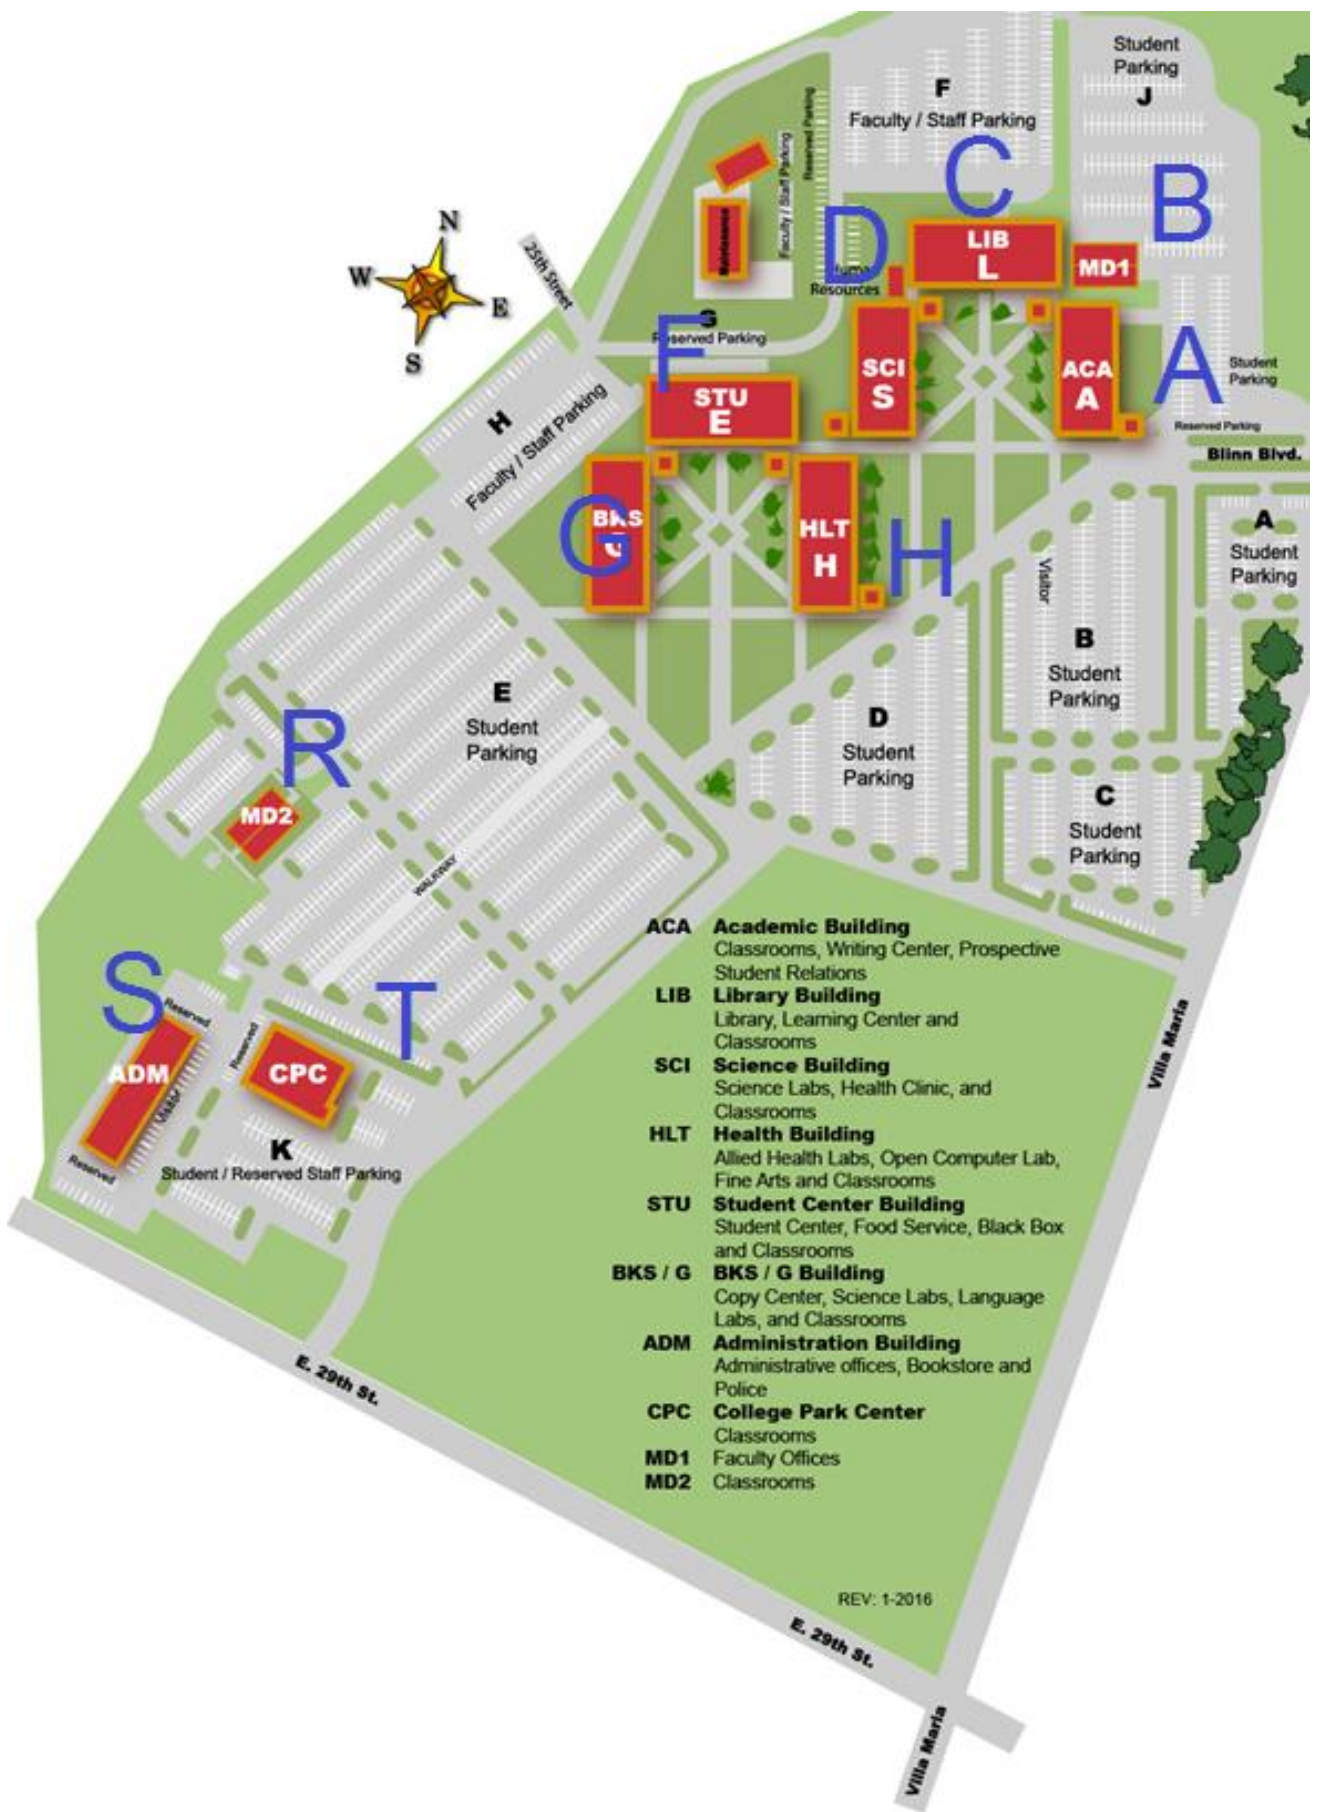 Student
Parking
J
F
Faculty / Staff Parking
Reserved Parking
Faculty / Staff Parking
C
B
D
LIB
L
MD1
Maintenance
N
W
E
S
25th Street
Resources
G
Reserved Parking
F
SCI
S
ACA
A
A
Student
Parking
Reserved Parking
Blinn Blvd.
STU
E
H
Faculty / Staff Parking
BKS
G
G
HLT
H
H
Visitor
A
Student
Parking
B
Student
Parking
E
Student
Parking
D
Student
Parking
C
Student
Parking
R
MD2
WALKWAY
S
Reserved
Reserved
T
ADM
Visitor
CPC
Reserved
K
Student / Reserved Staff Parking
ACA Academic Building
Classrooms, Writing Center, Prospective
Student Relations
LIB Library Building
Library, Learning Center and
Classrooms
SCI Science Building
Science Labs, Health Clinic, and
Classrooms
HLT Health Building
Allied Health Labs, Open Computer Lab,
Fine Arts and Classrooms
STU Student Center Building
Student Center, Food Service, Black Box
and Classrooms
BKS / G BKS / G Building
Copy Center, Science Labs, Language
Labs, and Classrooms
ADM Administration Building
Administrative offices, Bookstore and
Police
CPC College Park Center
Classrooms
MD1 Faculty Offices
MD2 Classrooms
Villa Maria
E. 29th St.
REV: 1-2016
E. 29th St.
Villa Maria